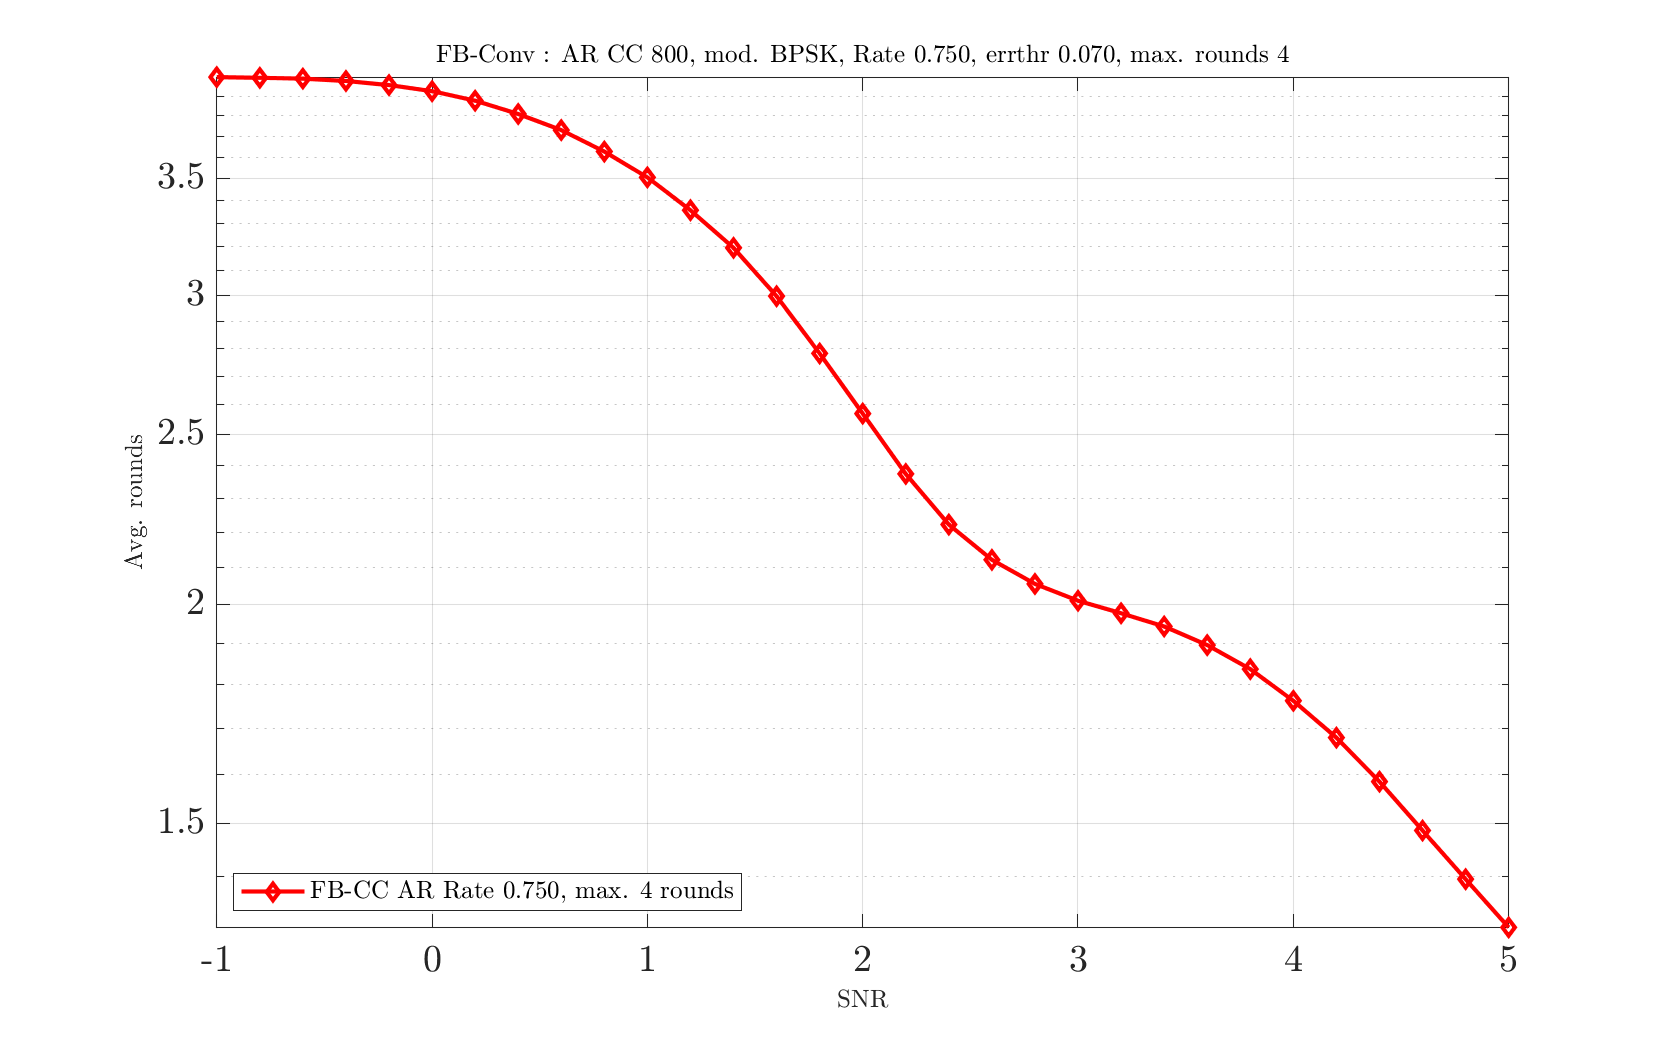 FB-Conv : AR CC 800, mod. BPSK, Rate 0.750, errthr 0.070, max. rounds 4
3.5
3
2.5
2
1.5
Avg. rounds
FB-CC AR Rate 0.750, max. 4 rounds
-1 0 1 2 3 4 5
SNR